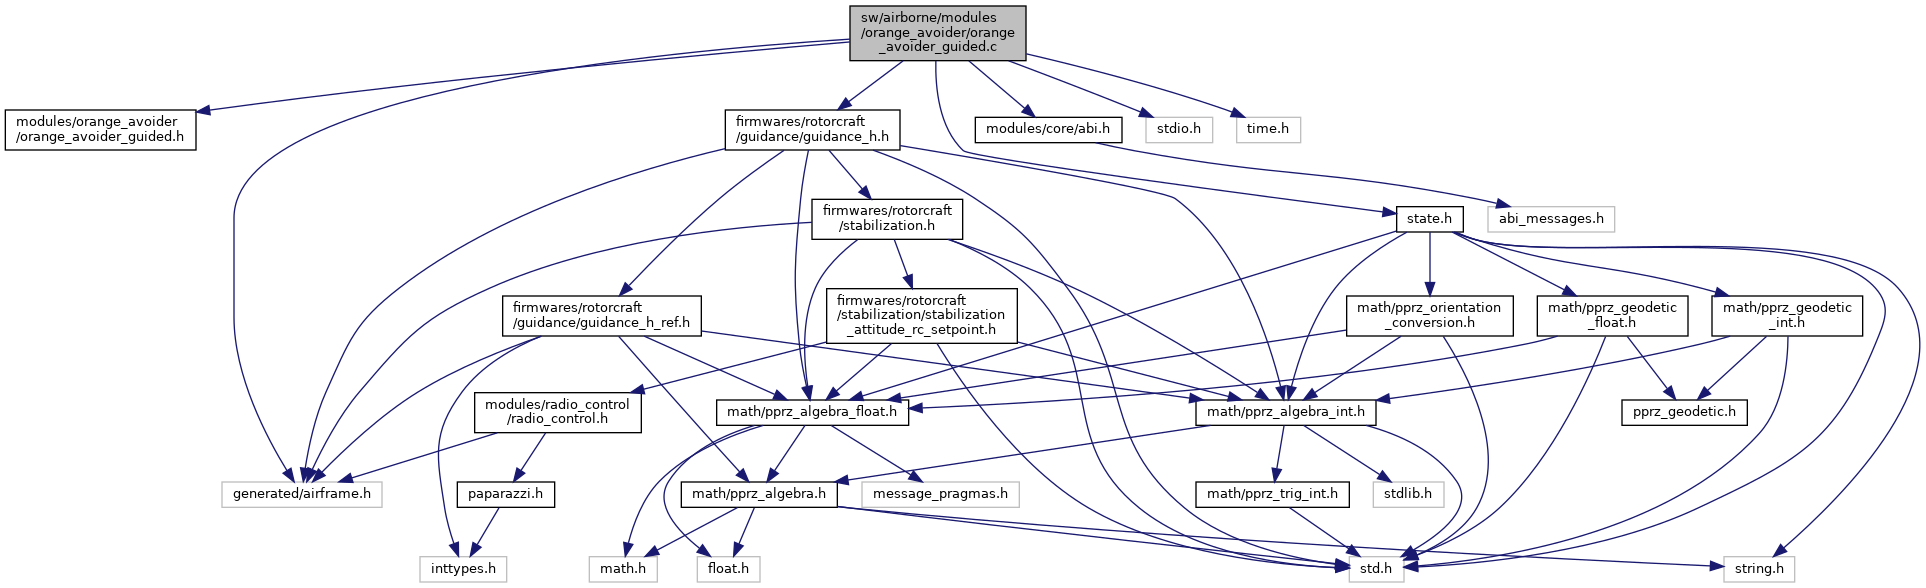 sw/airborne/modules
/orange_avoider/orange
_avoider_guided.c
modules/orange_avoider
/orange_avoider_guided.h
firmwares/rotorcraft
/guidance/guidance_h.h
modules/core/abi.h
stdio.h
time.h
firmwares/rotorcraft
/stabilization.h
state.h
abi_messages.h
firmwares/rotorcraft
/guidance/guidance_h_ref.h
firmwares/rotorcraft
/stabilization/stabilization
_attitude_rc_setpoint.h
math/pprz_orientation
_conversion.h
math/pprz_geodetic
_float.h
math/pprz_geodetic
_int.h
modules/radio_control
/radio_control.h
math/pprz_algebra_float.h
math/pprz_algebra_int.h
pprz_geodetic.h
generated/airframe.h
paparazzi.h
math/pprz_algebra.h
message_pragmas.h
math/pprz_trig_int.h
stdlib.h
inttypes.h
math.h
float.h
std.h
string.h